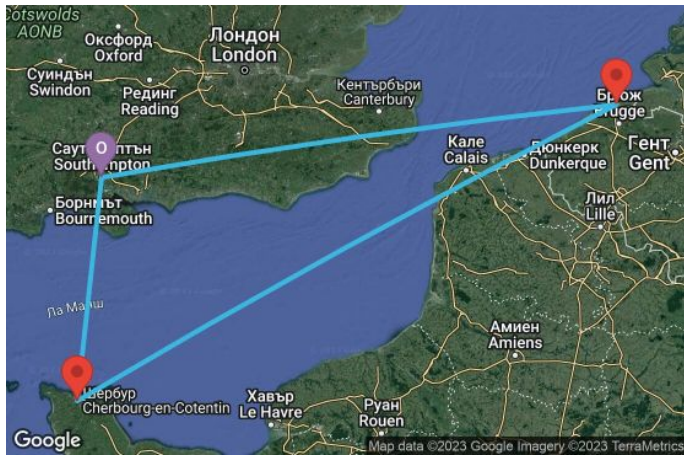 Cotswolds
AONB
Оксфорд
Oxford
Лондон
London
Суиндън
Swindon
Рединг
Reading
Кентърбъри
Canterbury
Брюж
Brugge
Гент
Gent
O
Southampton
Кале
Calais
Дюнкерк
Dunkerque
Лил
Lille
Борнмът
Bournemouth
Ла Манш
Амиен
Amiens
Шербур
Cherbourg-en-Cotentin
Хавър
Le Havre
Руан
Rouen
Google
Map data ©2023 Google Imagery ©2023 TerraMetrics